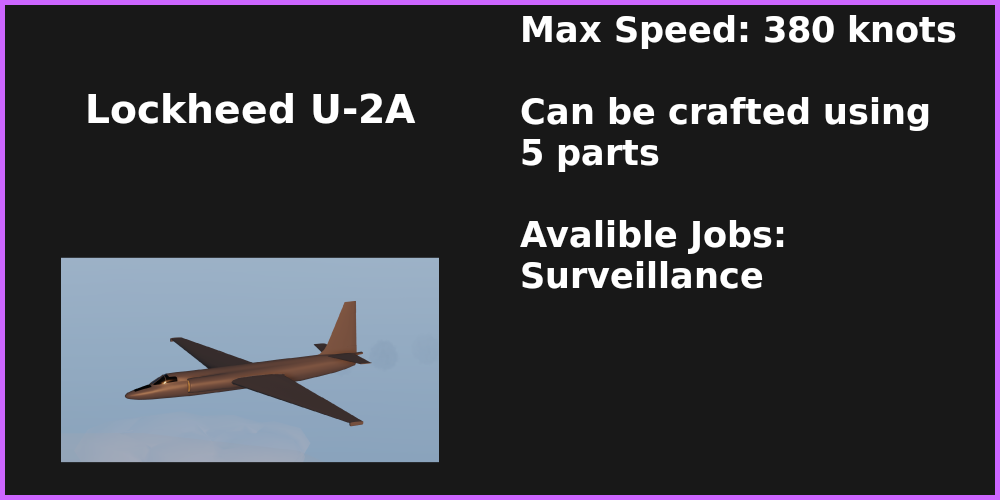 Lockheed U-2A
Max Speed: 380 knots
Can be crafted using
5 parts
Avalible Jobs:
Surveillance